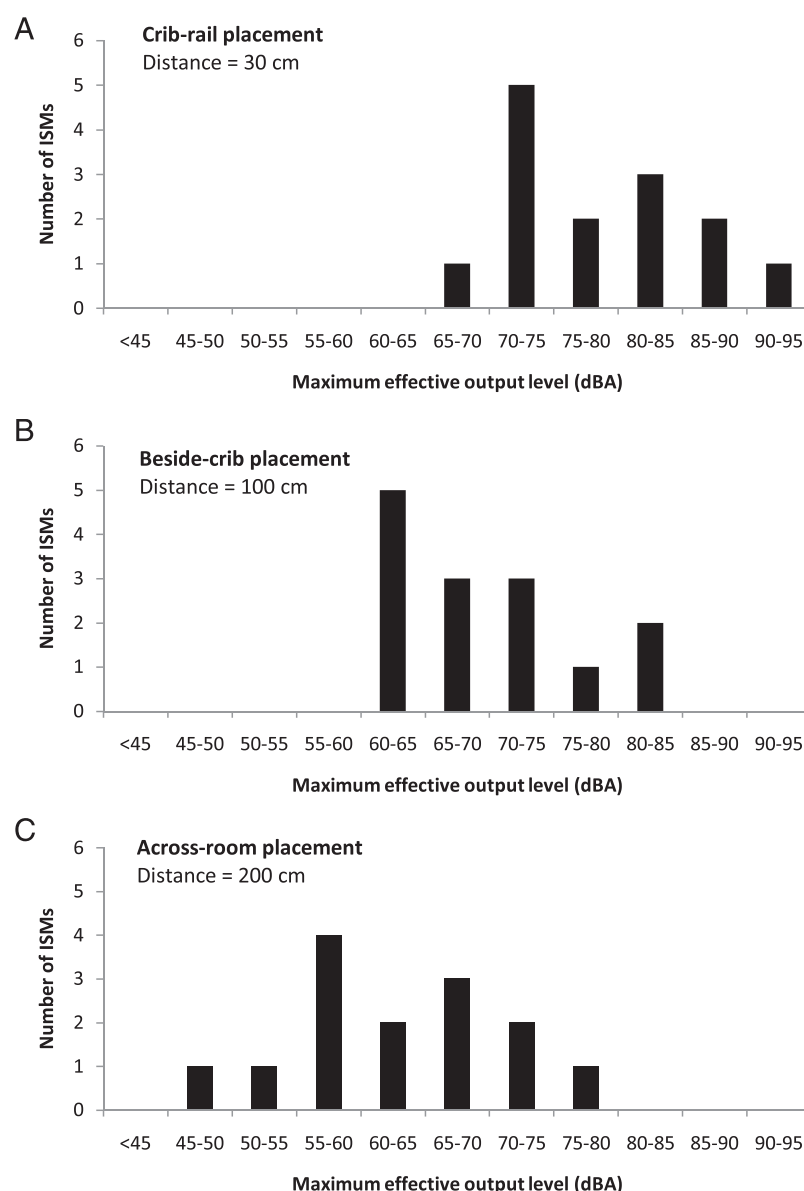 A
Crib-rail placement
Distance = 30 cm
Number of ISMs
6
5
4
3
2
1
0
<45 45-50 50-55 55-60 60-65 65-70 70-75 75-80 80-85 85-90 90-95
Maximum effective output level (dBA)
B
Beside-crib placement
Distance = 100 cm
Number of ISMs
6
5
4
3
2
1
0
<45 45-50 50-55 55-60 60-65 65-70 70-75 75-80 80-85 85-90 90-95
Maximum effective output level (dBA)
C
Across-room placement
Distance = 200 cm
Number of ISMs
6
5
4
3
2
1
0
<45 45-50 50-55 55-60 60-65 65-70 70-75 75-80 80-85 85-90 90-95
Maximum effective output level (dBA)